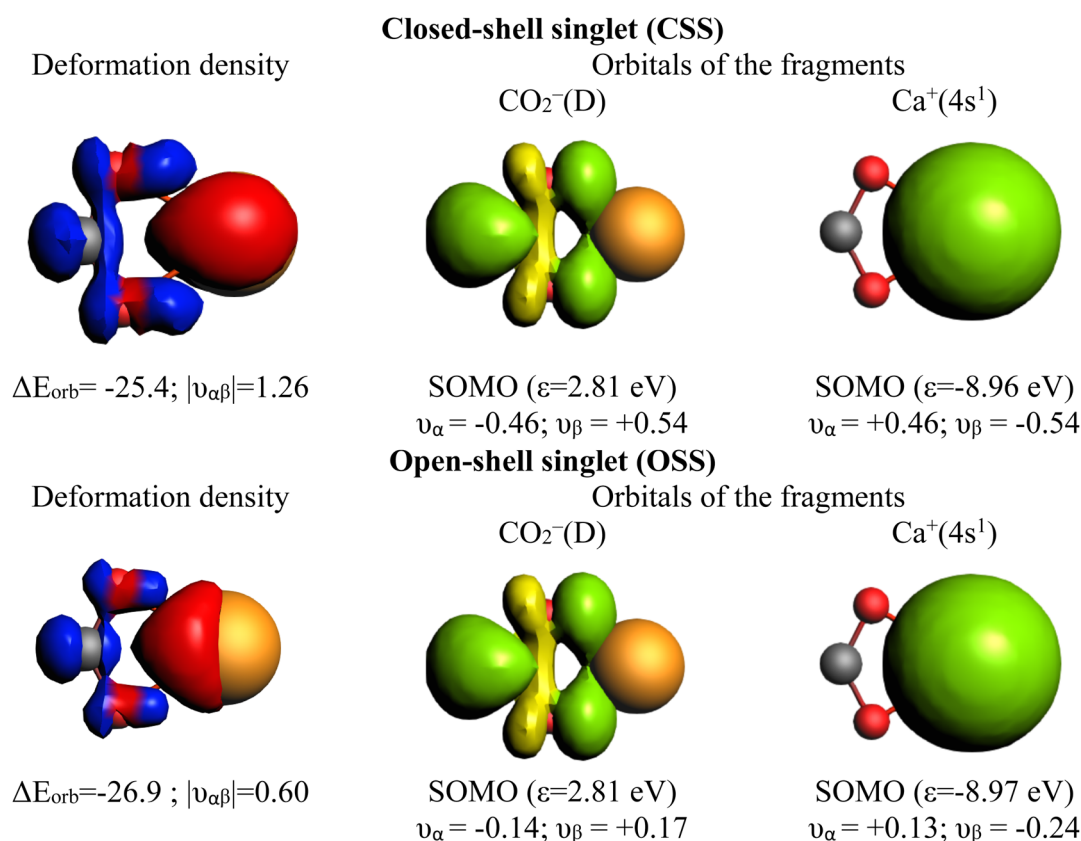 Closed-shell singlet (CSS)
Deformation density Orbitals of the fragments
CO₂⁻(D) Ca⁺(4s¹)
ΔEorb= -25.4; |υαβ|=1.26 SOMO (ε=2.81 eV) SOMO (ε=-8.96 eV)
υα = -0.46; υβ = +0.54 υα = +0.46; υβ = -0.54
Open-shell singlet (OSS)
Deformation density Orbitals of the fragments
CO₂⁻(D) Ca⁺(4s¹)
ΔEorb=-26.9 ; |υαβ|=0.60 SOMO (ε=2.81 eV) SOMO (ε=-8.97 eV)
υα = -0.14; υβ = +0.17 υα = +0.13; υβ = -0.24